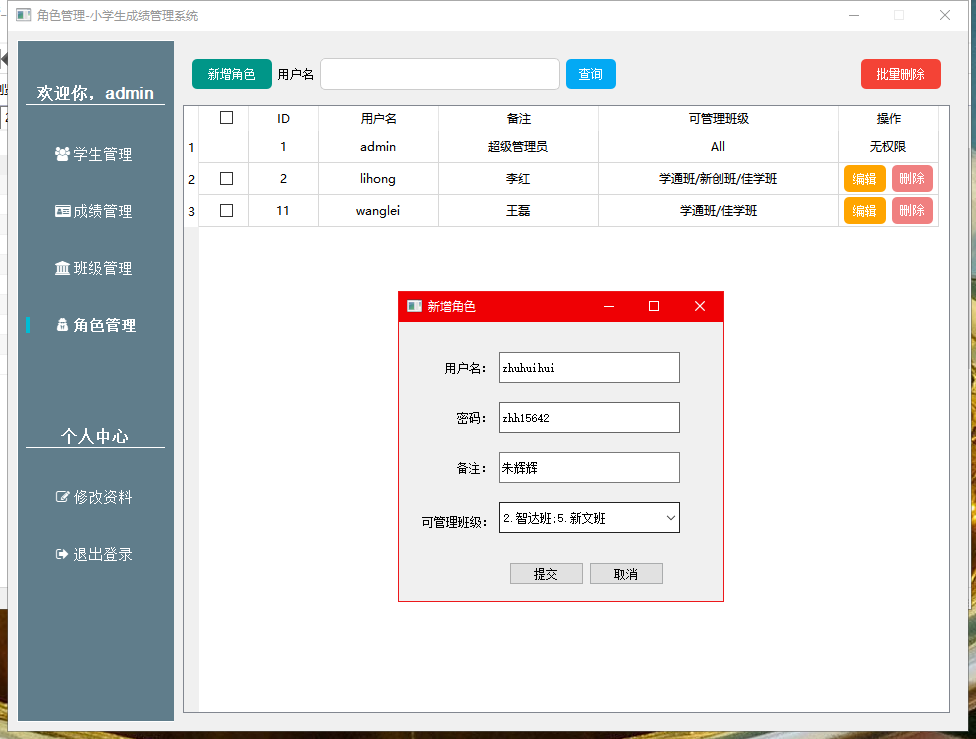 角色管理-小学生成绩管理系统
欢迎你，admin
学生管理
成绩管理
班级管理
角色管理
个人中心
修改资料
退出登录
新增角色 用户名 查询 批量删除
ID 用户名 备注 可管理班级 操作
1 1 admin 超级管理员 All 无权限
2 2 lihong 李红 学通班/新创班/佳学班 编辑 删除
3 11 wanglei 王磊 学通班/佳学班 编辑 删除
新增角色
用户名： zhuhuihui
密码： zhh15642
备注： 朱辉辉
可管理班级： 2.智达班;5.新文班
提交 取消